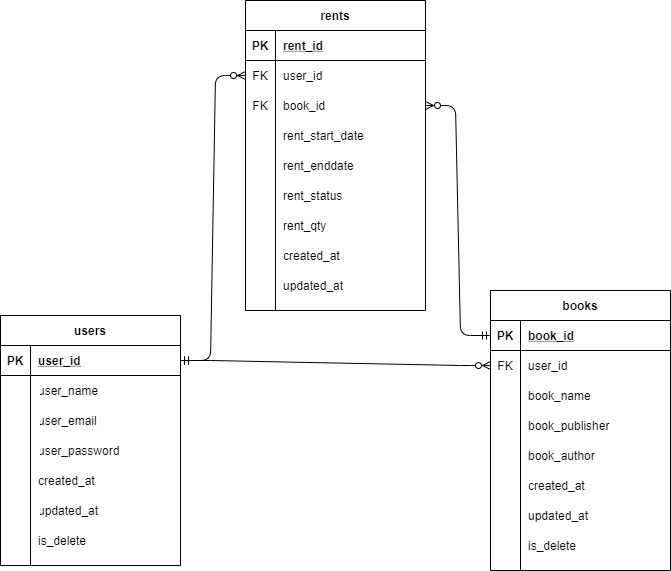 rents
PK rent_id
FK user_id
FK book_id
rent_start_date
rent_enddate
rent_status
rent_qty
created_at
updated_at
users
PK user_id
user_name
user_email
user_password
created_at
updated_at
is_delete
books
PK book_id
FK user_id
book_name
book_publisher
book_author
created_at
updated_at
is_delete